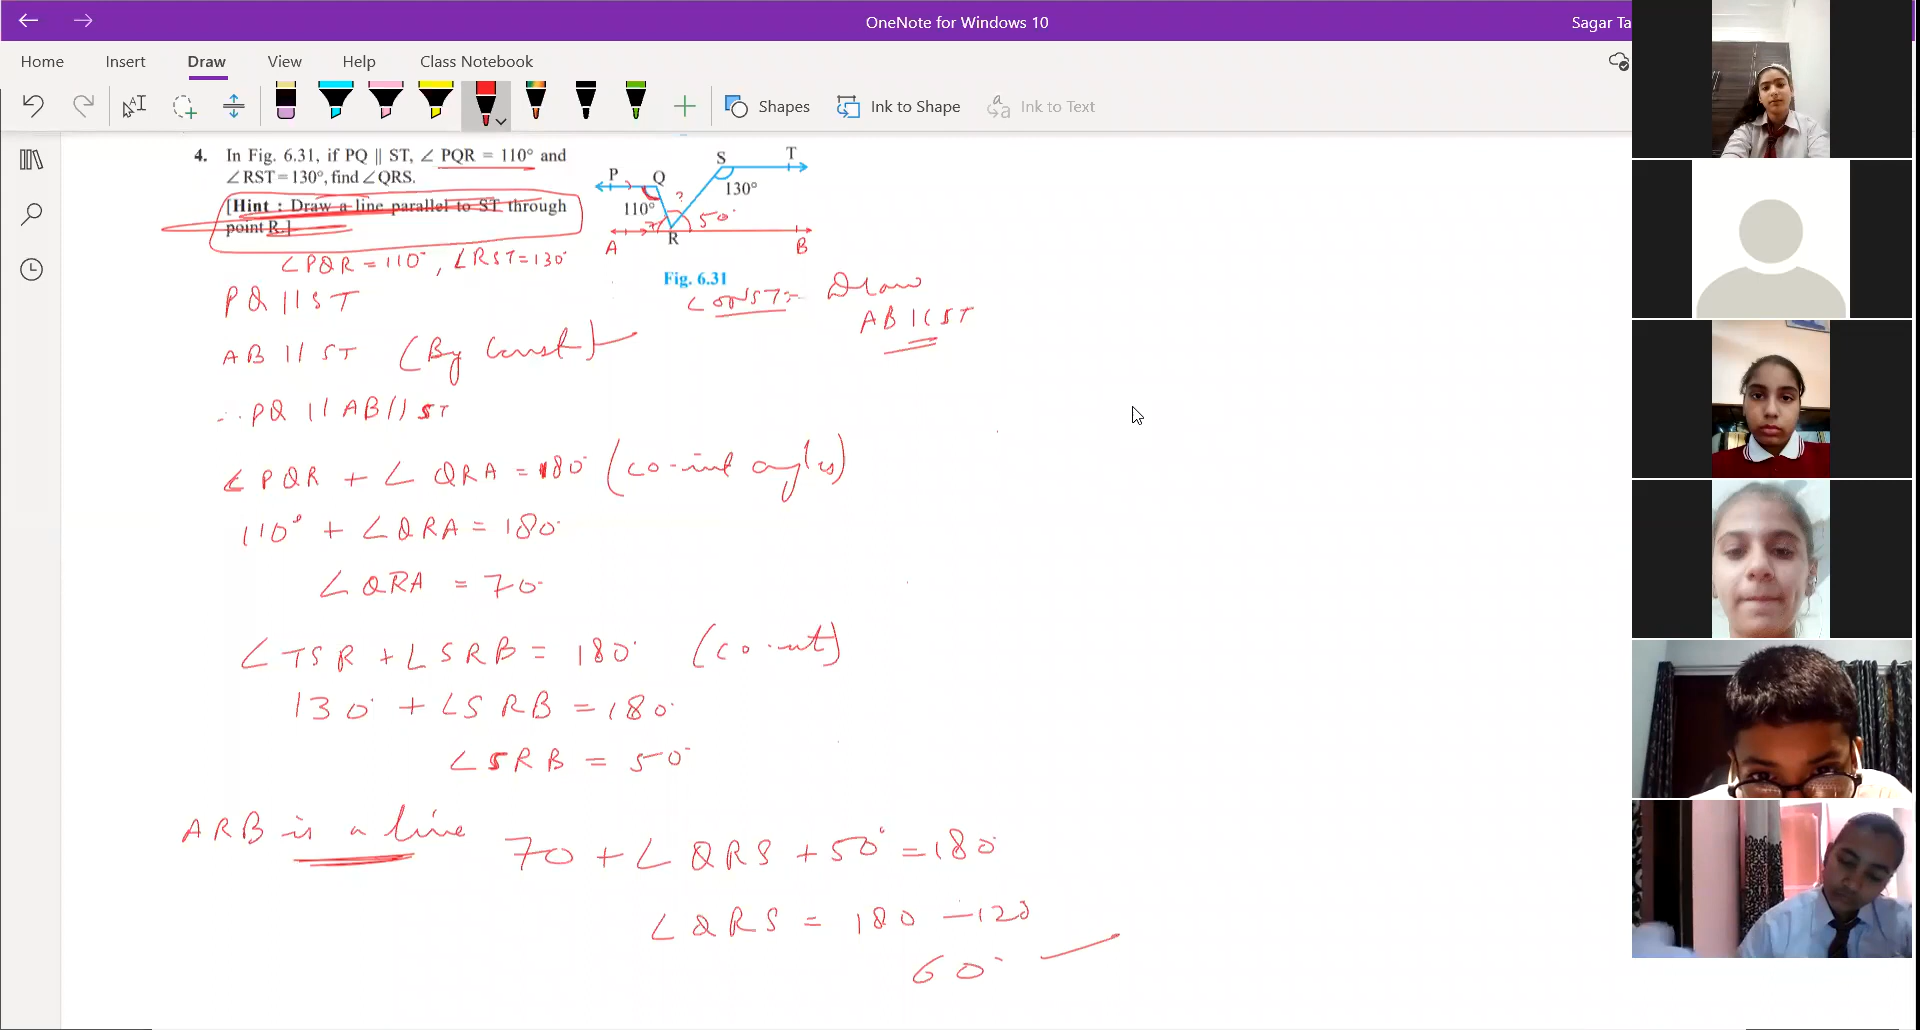 OneNote for Windows 10
Sagar Ta
Home Insert Draw View Help Class Notebook
Shapes Ink to Shape Ink to Text
4. In Fig. 6.31, if PQ || ST, ∠ PQR = 110° and
∠ RST = 130°, find ∠ QRS.
[Hint : Draw a line parallel to ST through
point R.]
S T
P Q
130°
?
110°
50°
A R B
Fig. 6.31
∠PQR = 110°, ∠RST = 130°
PQ || ST
CONST:- Draw
AB || ST
AB || ST (By Const)
∴ PQ || AB || ST
∠PQR + ∠QRA = 180° (co-int angles)
110° + ∠QRA = 180°
∠QRA = 70°
∠TSR + ∠SRB = 180° (co-int)
130° + ∠SRB = 180°
∠SRB = 50°
ARB is a line
70 + ∠QRS + 50° = 180°
∠QRS = 180 - 120
60°